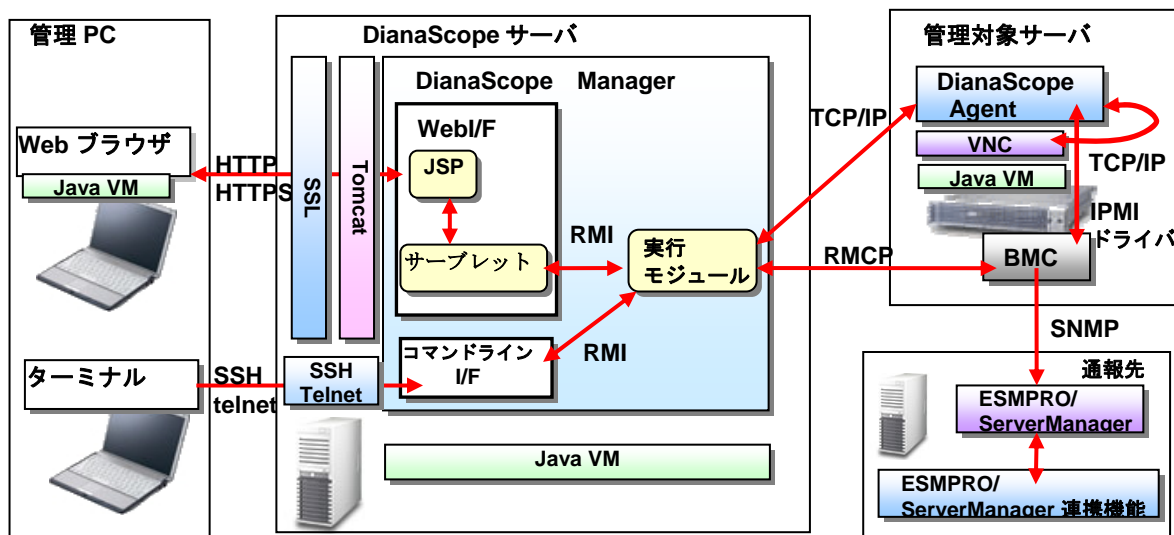 管理 PC
Web ブラウザ
Java VM
ターミナル
HTTP
HTTPS
SSH
telnet
DianaScope サーバ
SSL
Tomcat
SSH
Telnet
DianaScope Manager
WebI/F
JSP
サーブレット
RMI
実行
モジュール
コマンドライン
I/F
RMI
Java VM
TCP/IP
RMCP
管理対象サーバ
DianaScope
Agent
VNC
TCP/IP
Java VM
IPMI
ドライバ
BMC
SNMP
通報先
ESMPRO/
ServerManager
ESMPRO/
ServerManager 連携機能